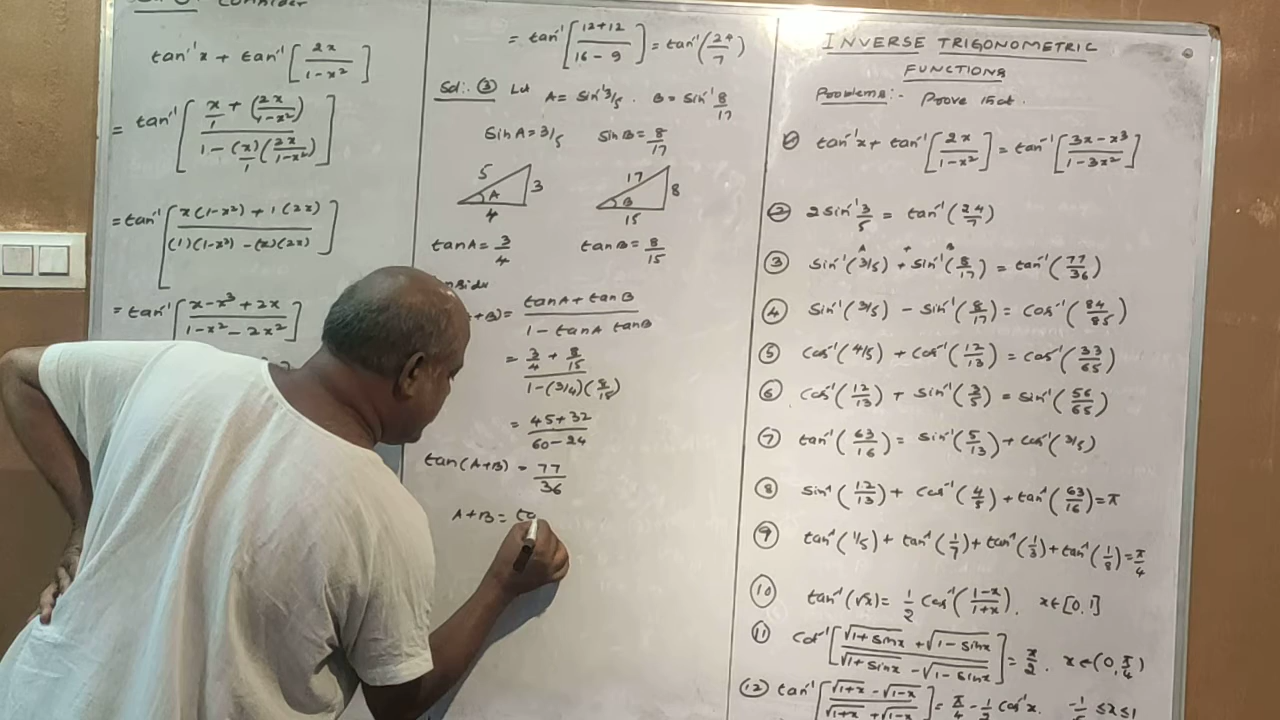 Consider
tan⁻¹x + tan⁻¹[2x/(1-x²)]
= tan⁻¹[(x/1 + (2x/(1-x²)))/(1-(x/1)(2x/(1-x²)))]
= tan⁻¹[(x(1-x²) + 1(2x))/((1)(1-x²) - (x)(2x))]
= tan⁻¹[(x-x³+2x)/(1-x²-2x²)]
= tan⁻¹[(12+12)/(16-9)] = tan⁻¹(24/7)
Sol:- ③ Let A = Sin⁻¹3/5 . B = Sin⁻¹8/17
SinA = 3/5 SinB = 8/17
5 3 A 4
17 8 B 15
tanA = 3/4 tanB = 8/15
+B) = (tanA + tanB)/(1 - tanA tanB)
= (3/4 + 8/15)/(1-(3/4)(8/15))
= (45+32)/(60-24)
tan(A+B) = 77/36
A+B = ta
INVERSE TRIGONOMETRIC
FUNCTIONS
Problems:- Prove that.
① tan⁻¹x + tan⁻¹[2x/(1-x²)] = tan⁻¹[(3x-x³)/(1-3x²)]
② 2Sin⁻¹3/5 = tan⁻¹(24/7)
A + B
③ Sin⁻¹(3/5) + Sin⁻¹(8/17) = tan⁻¹(77/36)
④ Sin⁻¹(3/5) - Sin⁻¹(8/17) = Cos⁻¹(84/85)
⑤ Cos⁻¹(4/5) + Cos⁻¹(12/13) = Cos⁻¹(33/65)
⑥ Cos⁻¹(12/13) + Sin⁻¹(3/5) = Sin⁻¹(56/65)
⑦ tan⁻¹(63/16) = Sin⁻¹(5/13) + Cos⁻¹(3/5)
⑧ Sin⁻¹(12/13) + Cos⁻¹(4/5) + tan⁻¹(63/16) = π
⑨ tan⁻¹(1/5) + tan⁻¹(1/7) + tan⁻¹(1/3) + tan⁻¹(1/8) = π/4
⑩ tan⁻¹(√x) = 1/2 Cos⁻¹((1-x)/(1+x)). x∈[0,1]
⑪ Cot⁻¹[(√(1+sinx) + √(1-sinx))/(√(1+sinx) - √(1-sinx))] = x/2. x∈(0,π/4)
⑫ tan⁻¹[(√(1+x) - √(1-x))/(√(1+x) + √(1-x))] = π/4 - 1/2 Cos⁻¹x. ≤x≤1